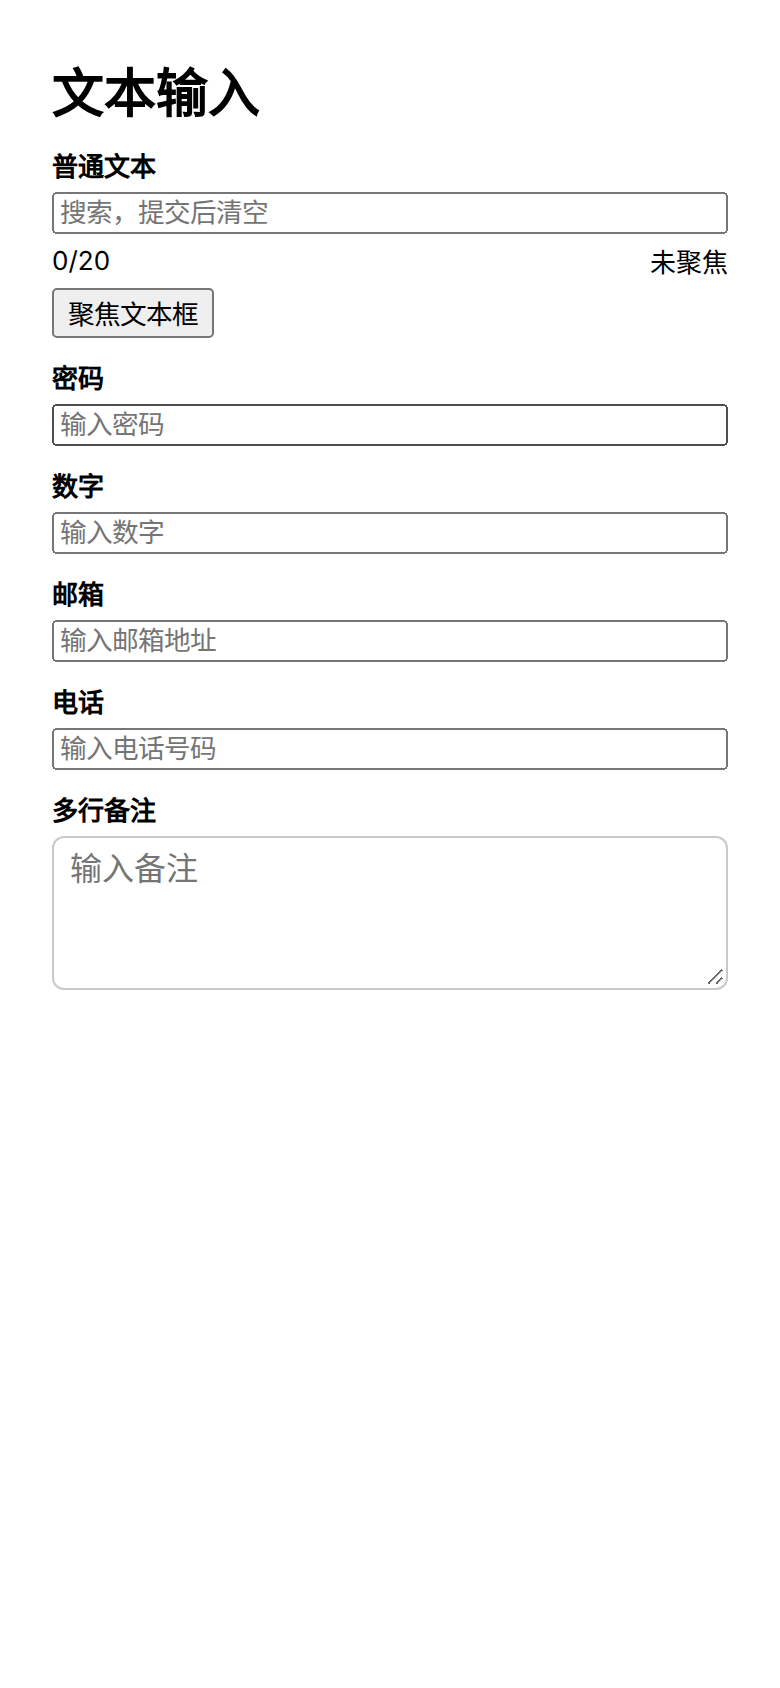 文本输入
普通文本
搜索，提交后清空
0/20 未聚焦
聚焦文本框
密码
输入密码
数字
输入数字
邮箱
输入邮箱地址
电话
输入电话号码
多行备注
输入备注